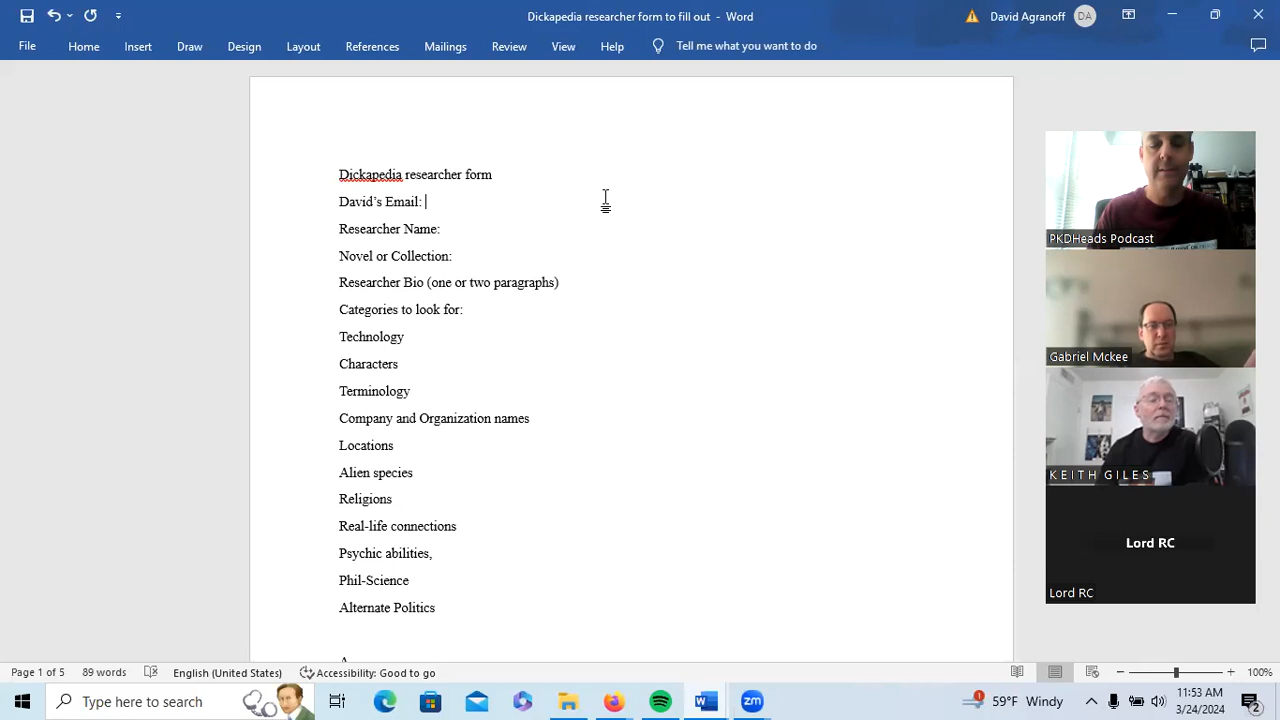 Dickapedia researcher form to fill out - Word
David Agranoff
DA
File
Home
Insert
Draw
Design
Layout
References
Mailings
Review
View
Help
Tell me what you want to do
Dickapedia researcher form
David's Email:
Researcher Name:
Novel or Collection:
Researcher Bio (one or two paragraphs)
Categories to look for:
Technology
Characters
Terminology
Company and Organization names
Locations
Alien species
Religions
Real-life connections
Psychic abilities,
Phil-Science
Alternate Politics
A
PKDHeads Podcast
Gabriel Mckee
KEITH GILES
Lord RC
Lord RC
Page 1 of 5
89 words
English (United States)
Accessibility: Good to go
100%
Type here to search
W
zm
1
59°F Windy
11:53 AM
3/24/2024
2